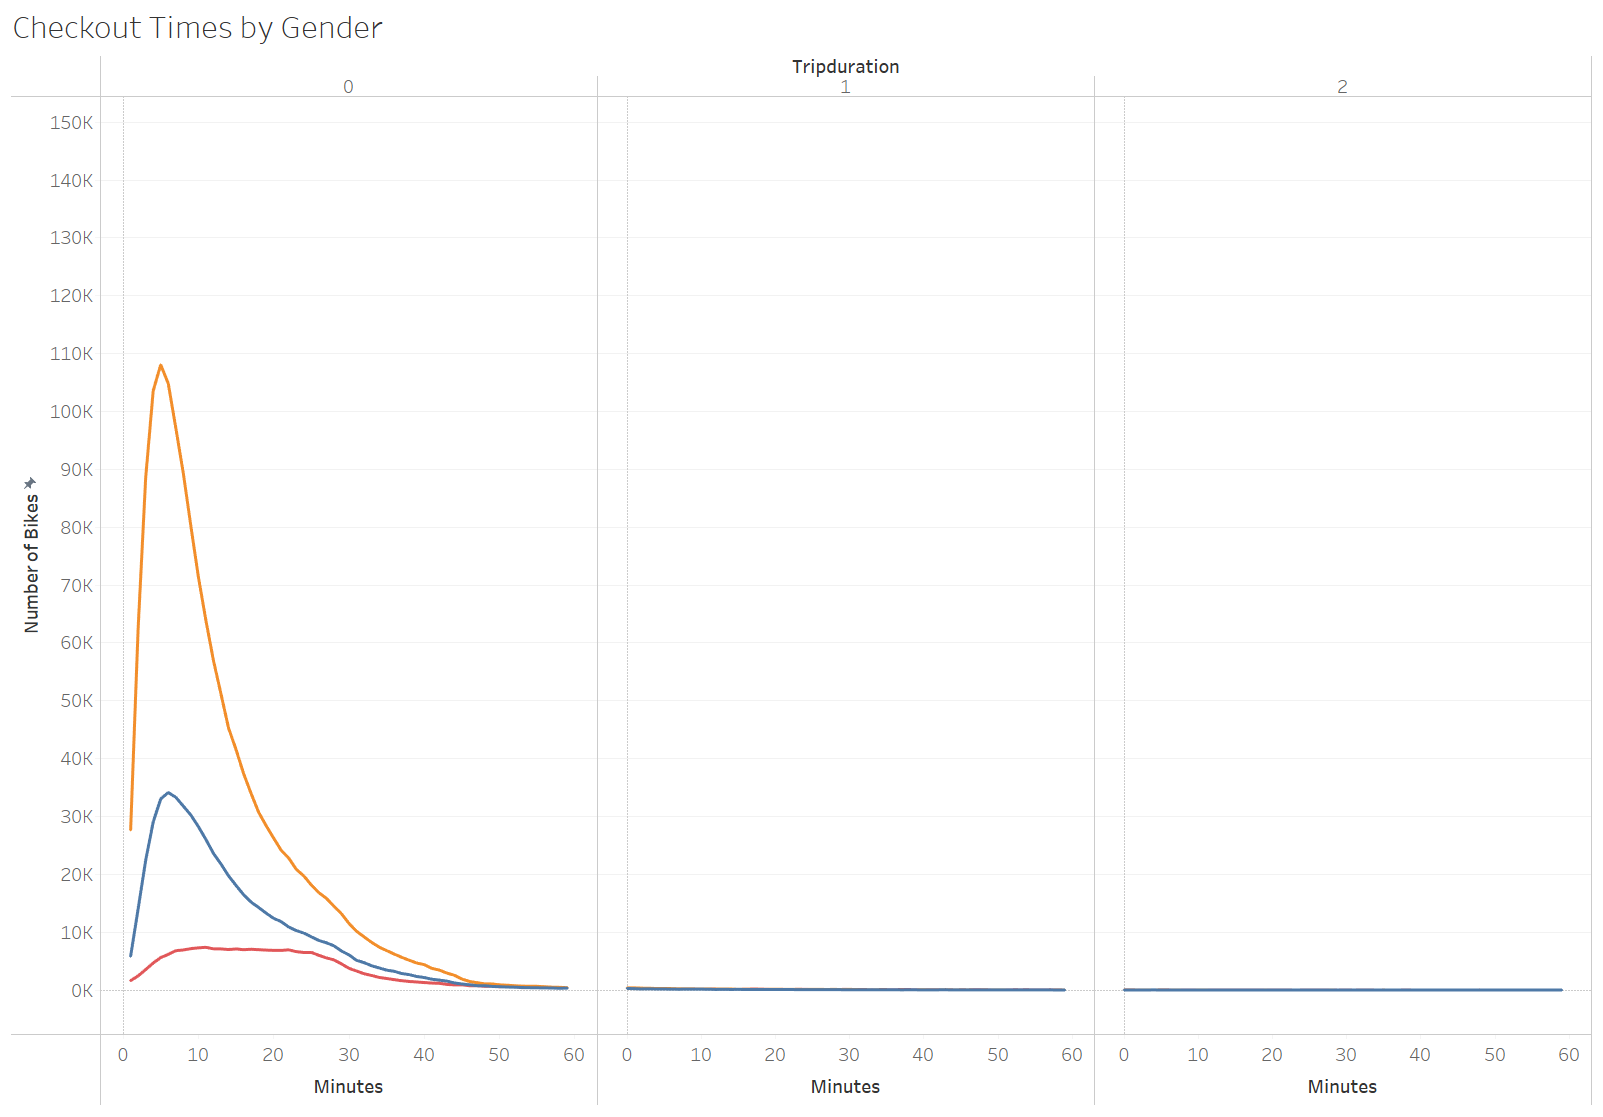 Checkout Times by Gender
Tripduration
0 1 2
150K
140K
130K
120K
110K
100K
90K
80K
70K
60K
50K
40K
30K
20K
10K
0K
Number of Bikes
0 10 20 30 40 50 60 0 10 20 30 40 50 60 0 10 20 30 40 50 60
Minutes Minutes Minutes